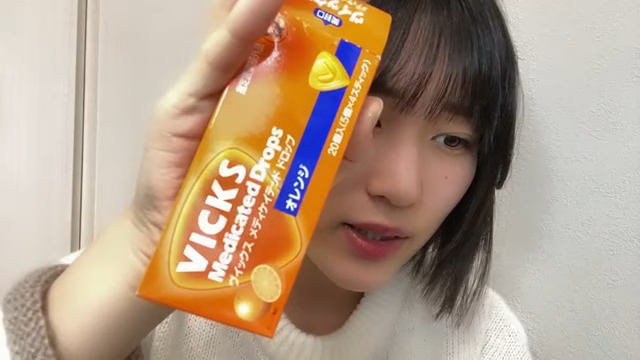 VICKS
Medicated Drops
ヴィックス メディケイテッド ドロップ
オレンジ
20個入(5個×4スティック)